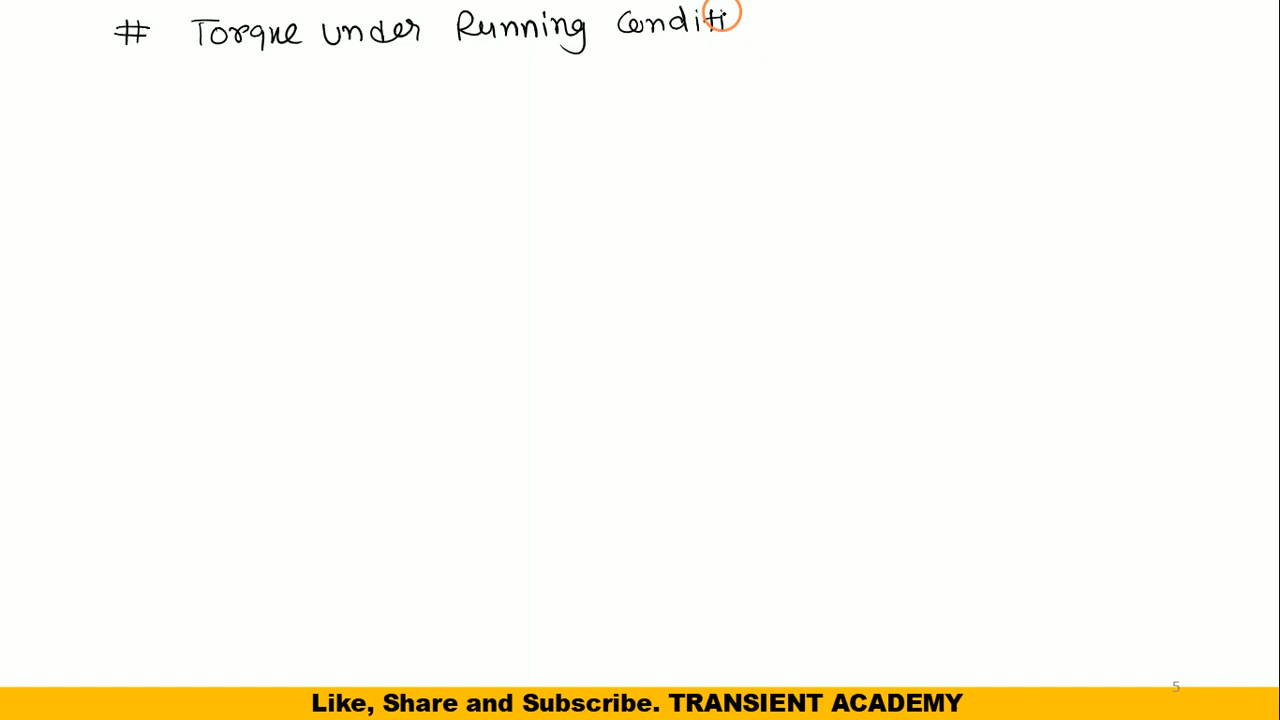 # Torque under Running Conditi
5
Like, Share and Subscribe. TRANSIENT ACADEMY